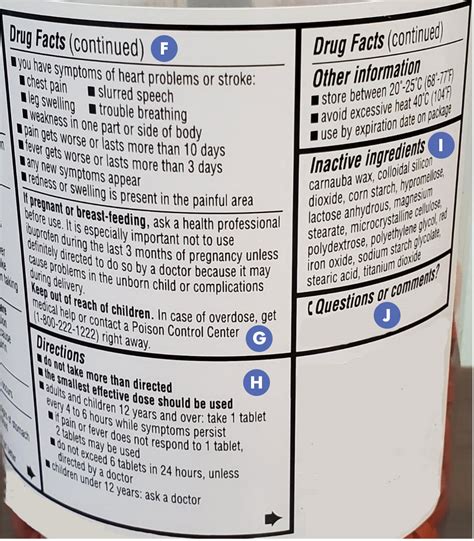 Drug Facts (continued) F
■ you have symptoms of heart problems or stroke:
■ chest pain ■ slurred speech
■ leg swelling ■ trouble breathing
■ weakness in one part or side of body
■ pain gets worse or lasts more than 10 days
■ fever gets worse or lasts more than 3 days
■ any new symptoms appear
■ redness or swelling is present in the painful area
If pregnant or breast-feeding, ask a health professional
before use. It is especially important not to use
ibuprofen during the last 3 months of pregnancy unless
definitely directed to do so by a doctor because it may
cause problems in the unborn child or complications
during delivery.
Keep out of reach of children. In case of overdose, get
medical help or contact a Poison Control Center
(1-800-222-1222) right away. G
Directions H
■ do not take more than directed
■ the smallest effective dose should be used
■ adults and children 12 years and over: take 1 tablet
every 4 to 6 hours while symptoms persist
■ if pain or fever does not respond to 1 tablet,
2 tablets may be used
■ do not exceed 6 tablets in 24 hours, unless
directed by a doctor
■ children under 12 years: ask a doctor
Drug Facts (continued)
Other information
■ store between 20°-25°C (68°-77°F)
■ avoid excessive heat 40°C (104°F)
■ use by expiration date on package
Inactive ingredients I
carnauba wax, colloidal silicon
dioxide, corn starch, hypromellose,
lactose anhydrous, magnesium
stearate, microcrystalline cellulose,
polydextrose, polyethylene glycol, red
iron oxide, sodium starch glycolate,
stearic acid, titanium dioxide
Questions or comments?
J